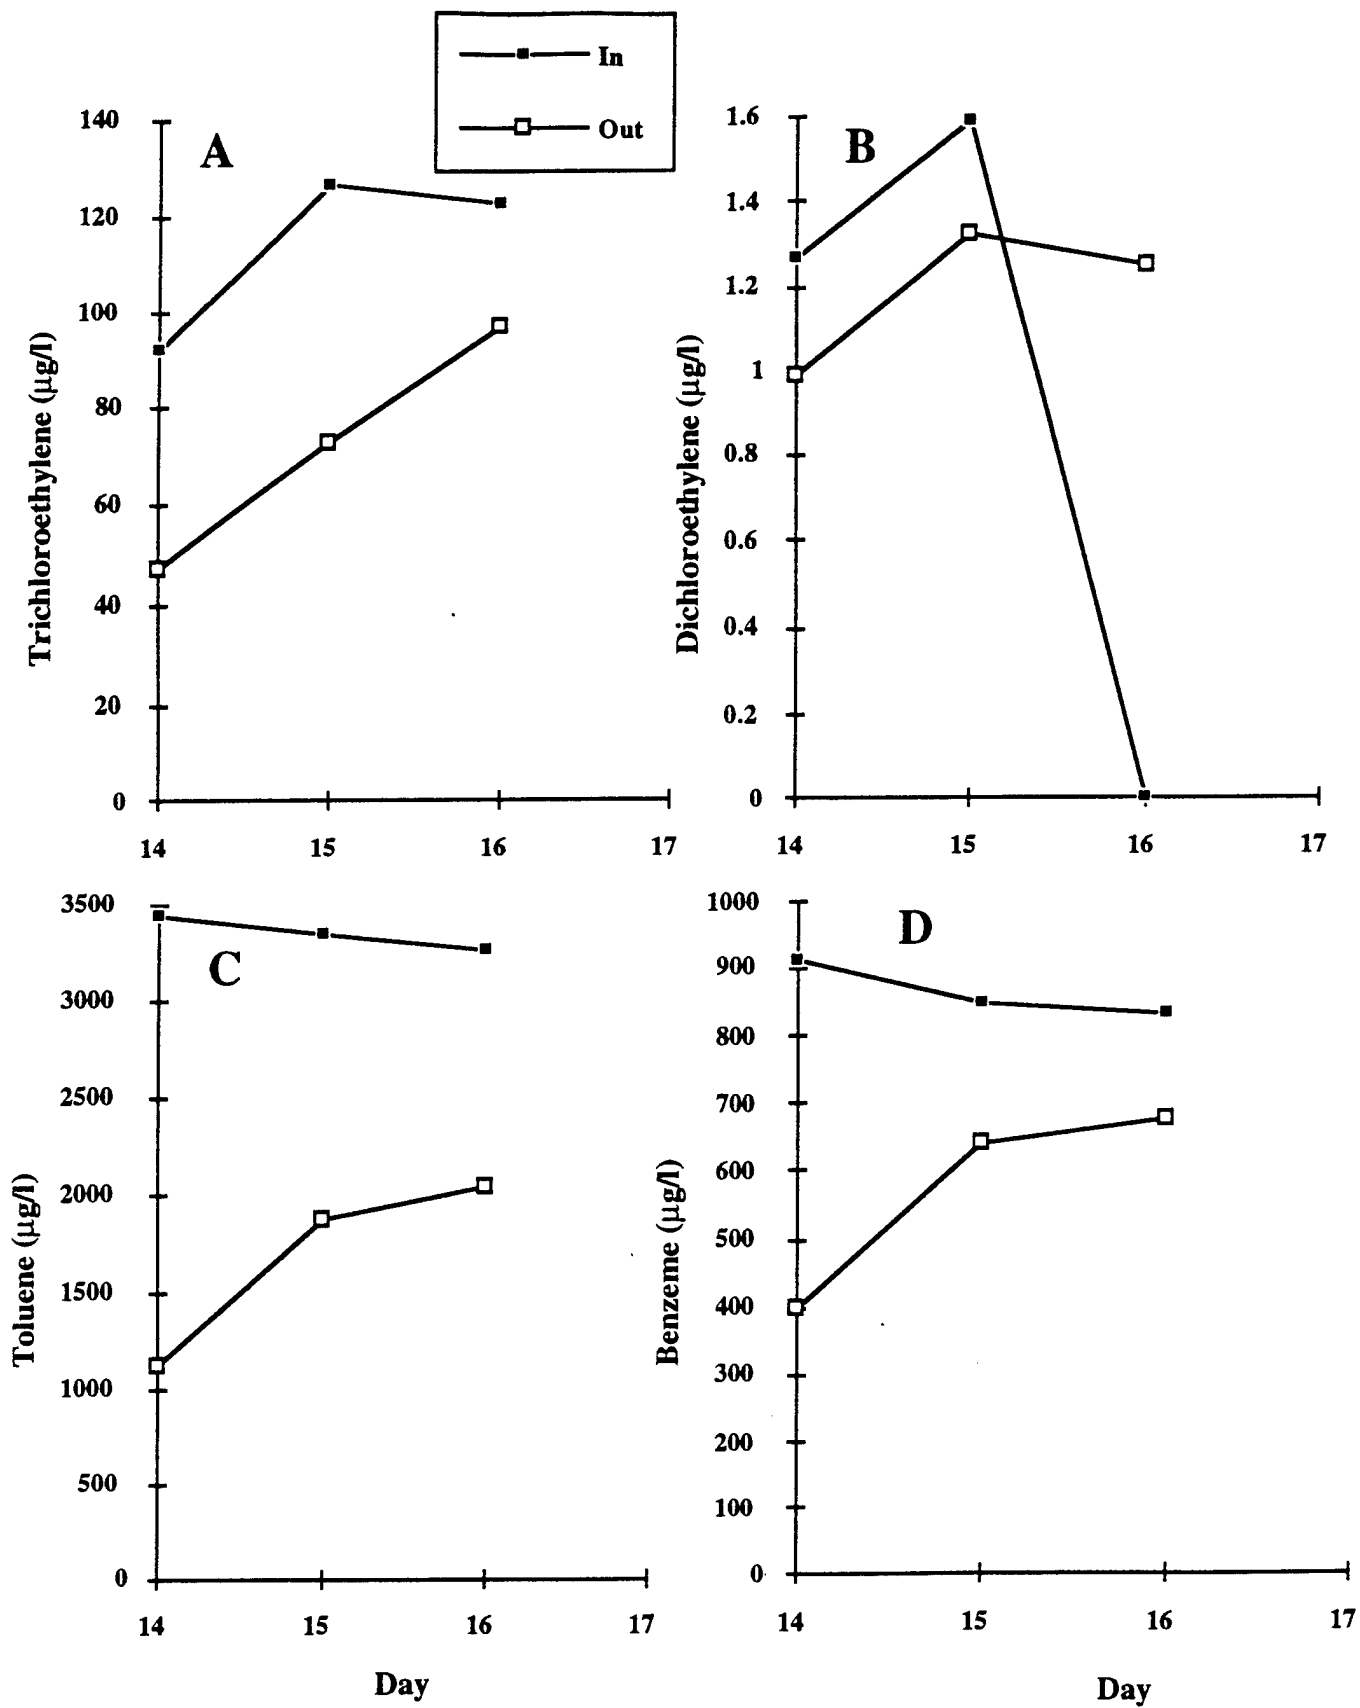 In
Out
A
140
120
100
80
60
40
20
0
14 15 16 17
Trichloroethylene (µg/l)
B
1.6
1.4
1.2
1
0.8
0.6
0.4
0.2
0
14 15 16 17
Dichloroethylene (µg/l)
C
3500
3000
2500
2000
1500
1000
500
0
14 15 16 17
Toluene (µg/l)
Day
D
1000
900
800
700
600
500
400
300
200
100
0
14 15 16 17
Benzeme (µg/l)
Day